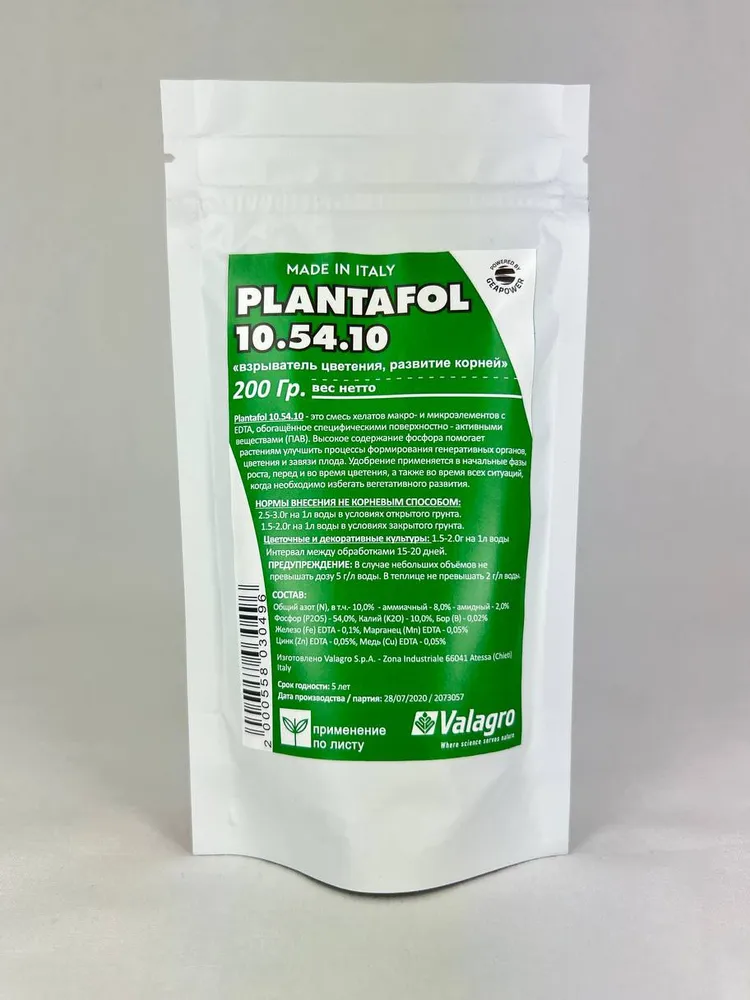 MADE IN ITALY
POWERED BY
GEAPOWER
PLANTAFOL
10.54.10
«взрыватель цветения, развитие корней»
200 Гр. вес нетто
Plantafol 10.54.10 - это смесь хелатов макро- и микроэлементов с
EDTA, обогащённое специфическими поверхностно - активными
веществами (ПАВ). Высокое содержание фосфора помогает
растениям улучшить процессы формирования генеративных органов,
цветения и завязи плода. Удобрение применяется в начальные фазы
роста, перед и во время цветения, а также во время всех ситуаций,
когда необходимо избегать вегетативного развития.
НОРМЫ ВНЕСЕНИЯ НЕ КОРНЕВЫМ СПОСОБОМ:
2.5-3.0г на 1л воды в условиях открытого грунта.
1.5-2.0г на 1л воды в условиях закрытого грунта.
Цветочные и декоративные культуры: 1.5-2.0г на 1л воды
Интервал между обработками 15-20 дней.
ПРЕДУПРЕЖДЕНИЕ: В случае небольших объёмов не
превышать дозу 5 г/л воды. В теплице не превышать 2 г/л воды.
СОСТАВ:
Общий азот (N), в т.ч.- 10,0% - аммиачный - 8,0% - амидный - 2,0%
Фосфор (P2O5) - 54,0%, Калий (K2O) - 10,0%, Бор (B) - 0,02%
Железо (Fe) EDTA - 0,1%, Марганец (Mn) EDTA - 0,05%
Цинк (Zn) EDTA - 0,05%, Медь (Cu) EDTA - 0,05%
Изготовлено Valagro S.p.A. - Zona Industriale 66041 Atessa (Chieti)
Italy
Срок годности: 5 лет
Дата производства / партия: 28/07/2020 / 2073057
2 000558 030496
применение
по листу
Valagro
Where science serves nature